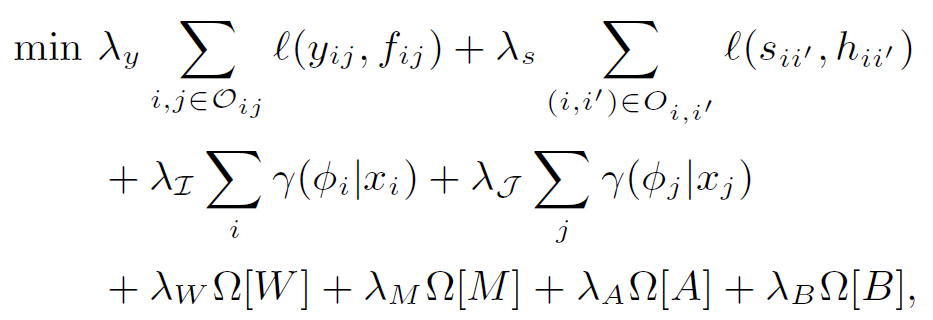 min λ_y ∑_{i,j∈𝒪_{ij}} ℓ(y_{ij}, f_{ij}) + λ_s ∑_{(i,i′)∈O_{i,i′}} ℓ(s_{ii′}, h_{ii′})
+ λ_ℐ ∑_i γ(ϕ_i|x_i) + λ_𝒥 ∑_j γ(ϕ_j|x_j)
+ λ_W Ω[W] + λ_M Ω[M] + λ_A Ω[A] + λ_B Ω[B],